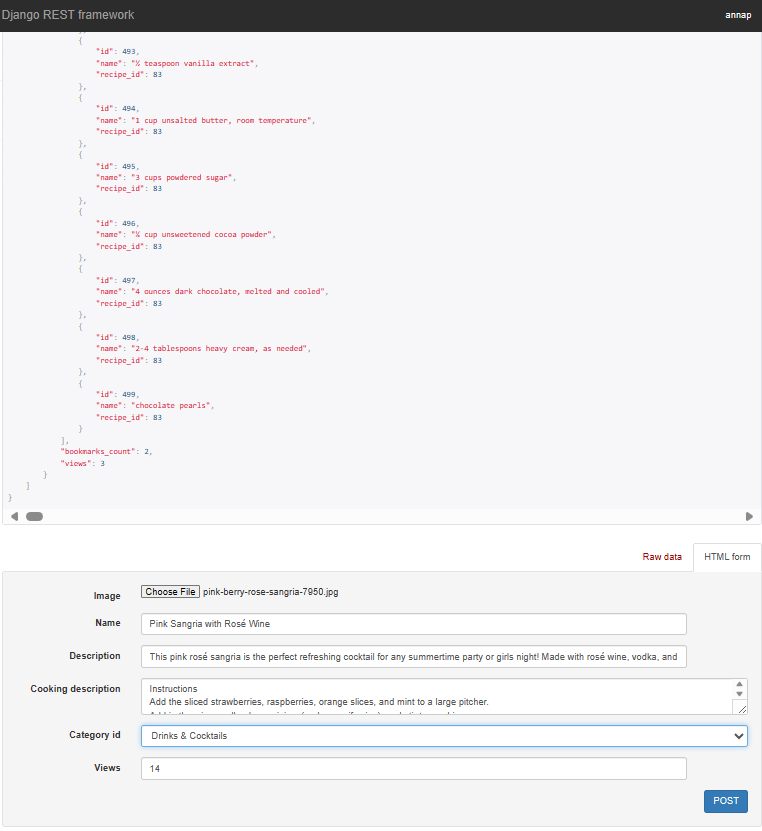 Django REST framework
annap
},
{
"id": 493,
"name": "½ teaspoon vanilla extract",
"recipe_id": 83
},
{
"id": 494,
"name": "1 cup unsalted butter, room temperature",
"recipe_id": 83
},
{
"id": 495,
"name": "3 cups powdered sugar",
"recipe_id": 83
},
{
"id": 496,
"name": " cup unsweetened cocoa powder",
"recipe_id": 83
},
{
"id": 497,
"name": "4 ounces dark chocolate, melted and cooled",
"recipe_id": 83
},
{
"id": 498,
"name": "2-4 tablespoons heavy cream, as needed",
"recipe_id": 83
},
{
"id": 499,
"name": "chocolate pearls",
"recipe_id": 83
}
],
"bookmarks_count": 2,
"views": 3
}
]
}
Raw data
HTML form
Image
Choose File pink-berry-rose-sangria-7950.jpg
Name
Pink Sangria with Rosé Wine
Description
This pink rosé sangria is the perfect refreshing cocktail for any summertime party or girls night! Made with rosé wine, vodka, and
Cooking description
Instructions
Add the sliced strawberries, raspberries, orange slices, and mint to a large pitcher.
Category id
Drinks & Cocktails
Views
14
POST